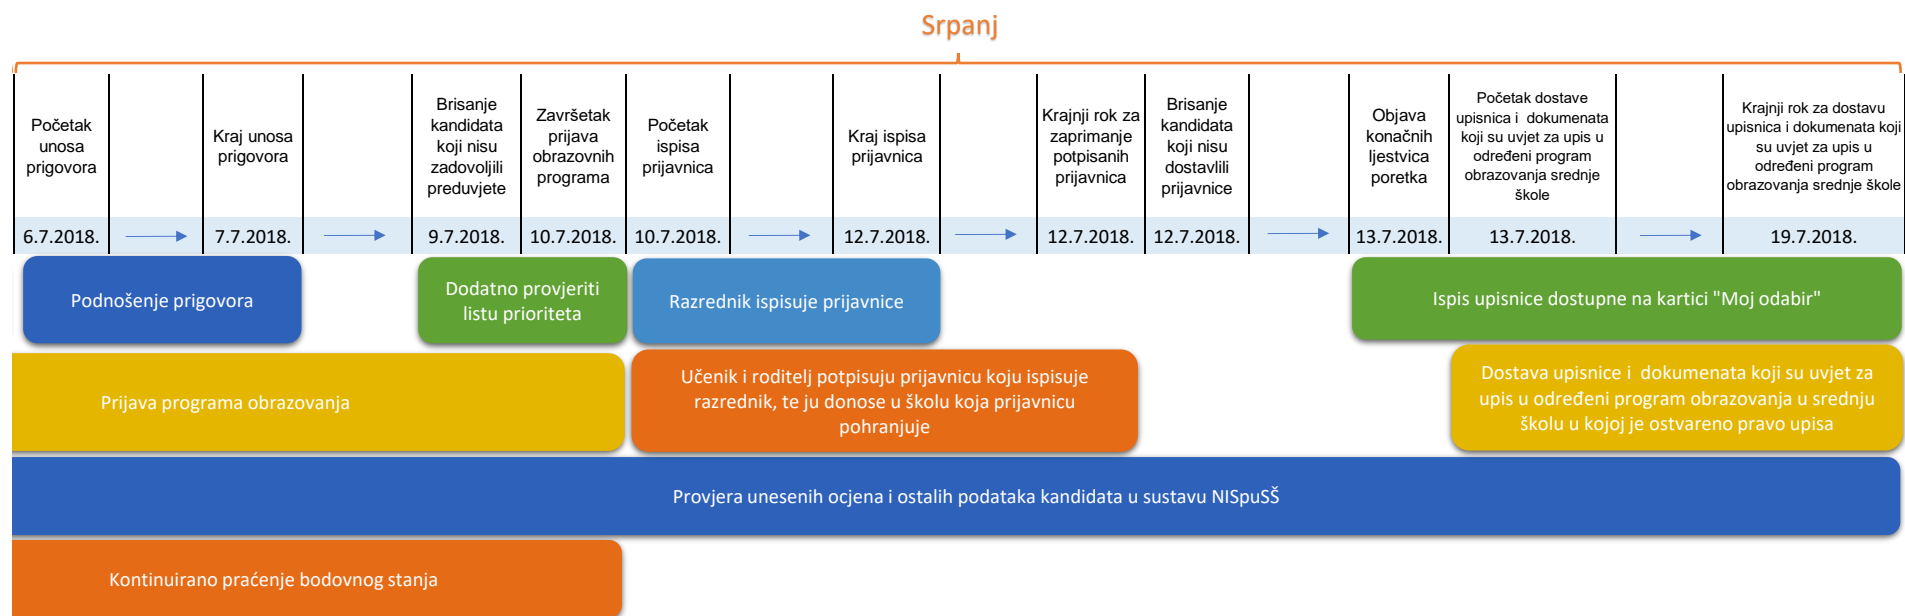 Srpanj
Početak
unosa
prigovora
Kraj unosa
prigovora
Brisanje
kandidata
koji nisu
zadovoljili
preduvjete
Završetak
prijava
obrazovnih
programa
Početak
ispisa
prijavnica
Kraj ispisa
prijavnica
Krajnji rok za
zaprimanje
potpisanih
prijavnica
Brisanje
kandidata
koji nisu
dostavlili
prijavnice
Objava
konačnih
ljestvica
poretka
Početak dostave
upisnica i dokumenata
koji su uvjet za upis u
određeni program
obrazovanja srednje
škole
Krajnji rok za dostavu
upisnica i dokumenata koji
su uvjet za upis u
određeni program
obrazovanja srednje škole
6.7.2018.
7.7.2018.
9.7.2018.
10.7.2018.
10.7.2018.
12.7.2018.
12.7.2018.
12.7.2018.
13.7.2018.
13.7.2018.
19.7.2018.
Podnošenje prigovora
Dodatno provjeriti
listu prioriteta
Razrednik ispisuje prijavnice
Ispis upisnice dostupne na kartici "Moj odabir"
Prijava programa obrazovanja
Učenik i roditelj potpisuju prijavnicu koju ispisuje
razrednik, te ju donose u školu koja prijavnicu
pohranjuje
Dostava upisnice i dokumenata koji su uvjet za
upis u određeni program obrazovanja u srednju
školu u kojoj je ostvareno pravo upisa
Provjera unesenih ocjena i ostalih podataka kandidata u sustavu NISpuSŠ
Kontinuirano praćenje bodovnog stanja